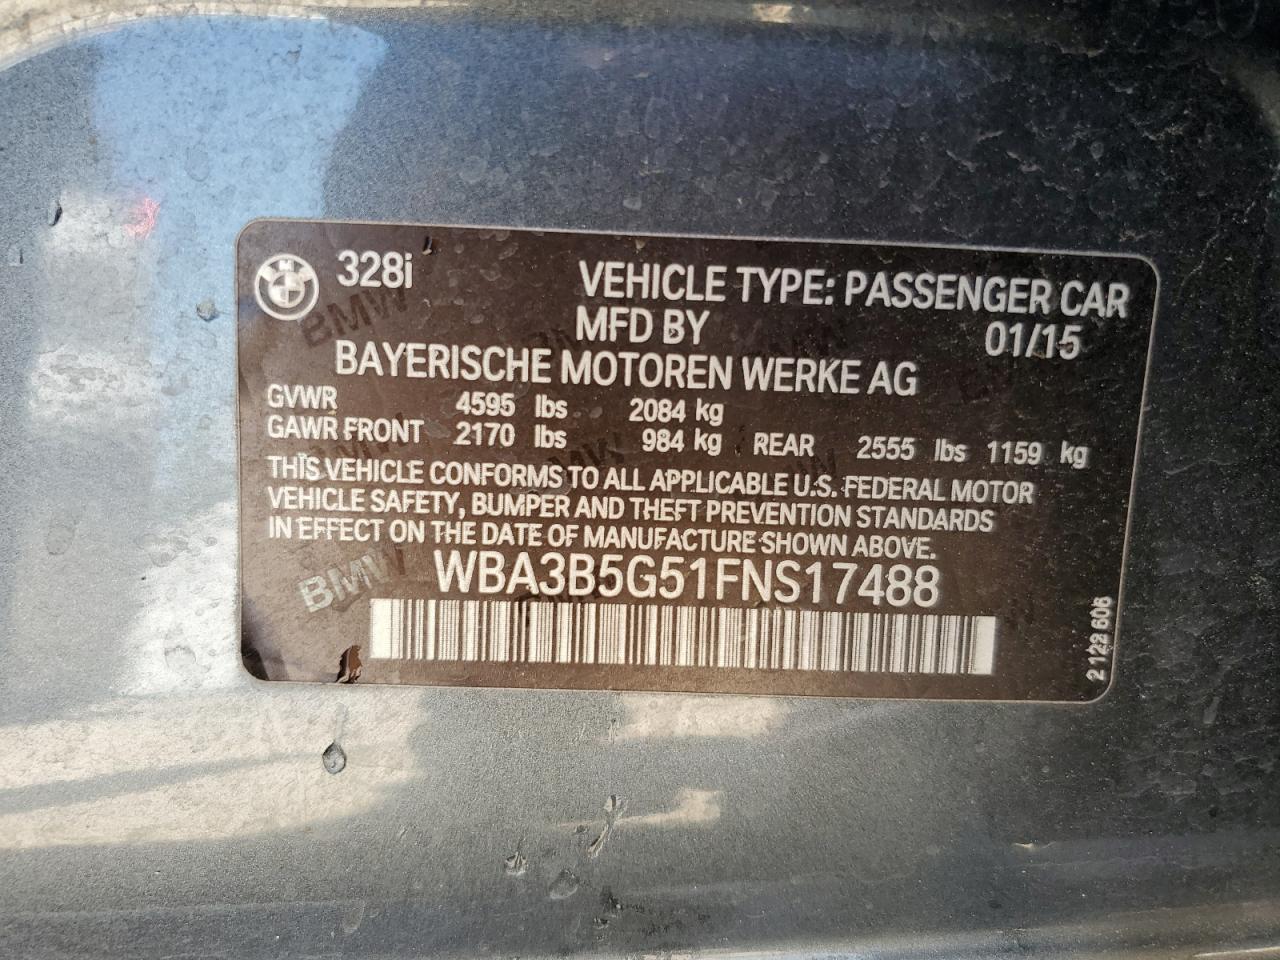 328i VEHICLE TYPE: PASSENGER CAR
MFD BY 01/15
BAYERISCHE MOTOREN WERKE AG
GVWR 4595 lbs 2084 kg
GAWR FRONT 2170 lbs 984 kg REAR 2555 lbs 1159 kg
THIS VEHICLE CONFORMS TO ALL APPLICABLE U.S. FEDERAL MOTOR
VEHICLE SAFETY, BUMPER AND THEFT PREVENTION STANDARDS
IN EFFECT ON THE DATE OF MANUFACTURE SHOWN ABOVE.
WBA3B5G51FNS17488
BMW
2 122 606